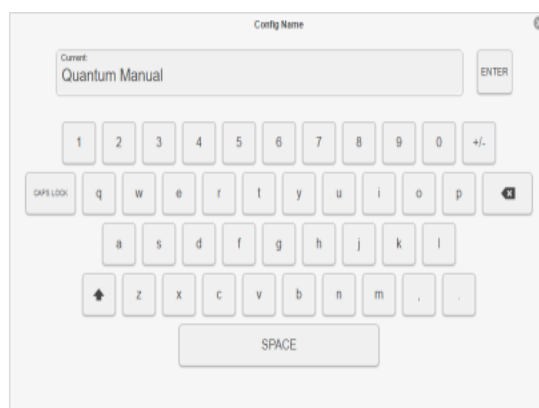 Config Name
Current:
Quantum Manual
ENTER
1 2 3 4 5 6 7 8 9 0 +/-
CAPS LOCK q w e r t y u i o p
a s d f g h j k l
z x c v b n m , .
SPACE